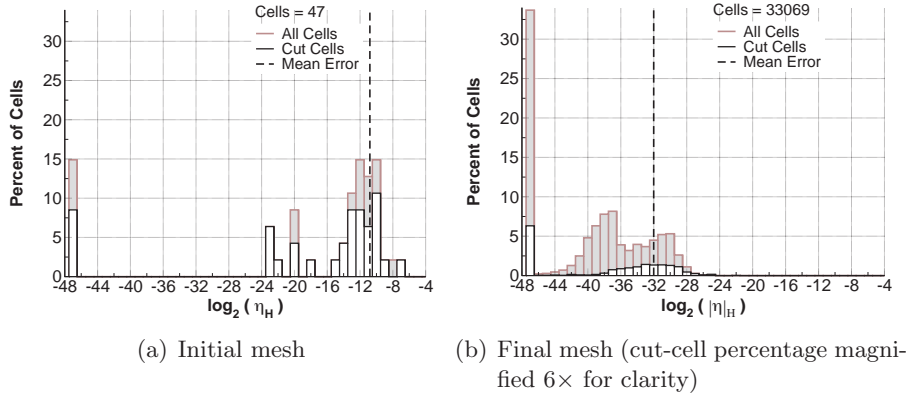 Cells = 47
All Cells
Cut Cells
Mean Error
Percent of Cells
30
25
20
15
10
5
0
-48 -44 -40 -36 -32 -28 -24 -20 -16 -12 -8 -4
log₂ ( η_H )
(a) Initial mesh
Cells = 33069
All Cells
Cut Cells
Mean Error
Percent of Cells
30
25
20
15
10
5
0
-48 -44 -40 -36 -32 -28 -24 -20 -16 -12 -8 -4
log₂ ( |η|_H )
(b) Final mesh (cut-cell percentage magni-
fied 6× for clarity)